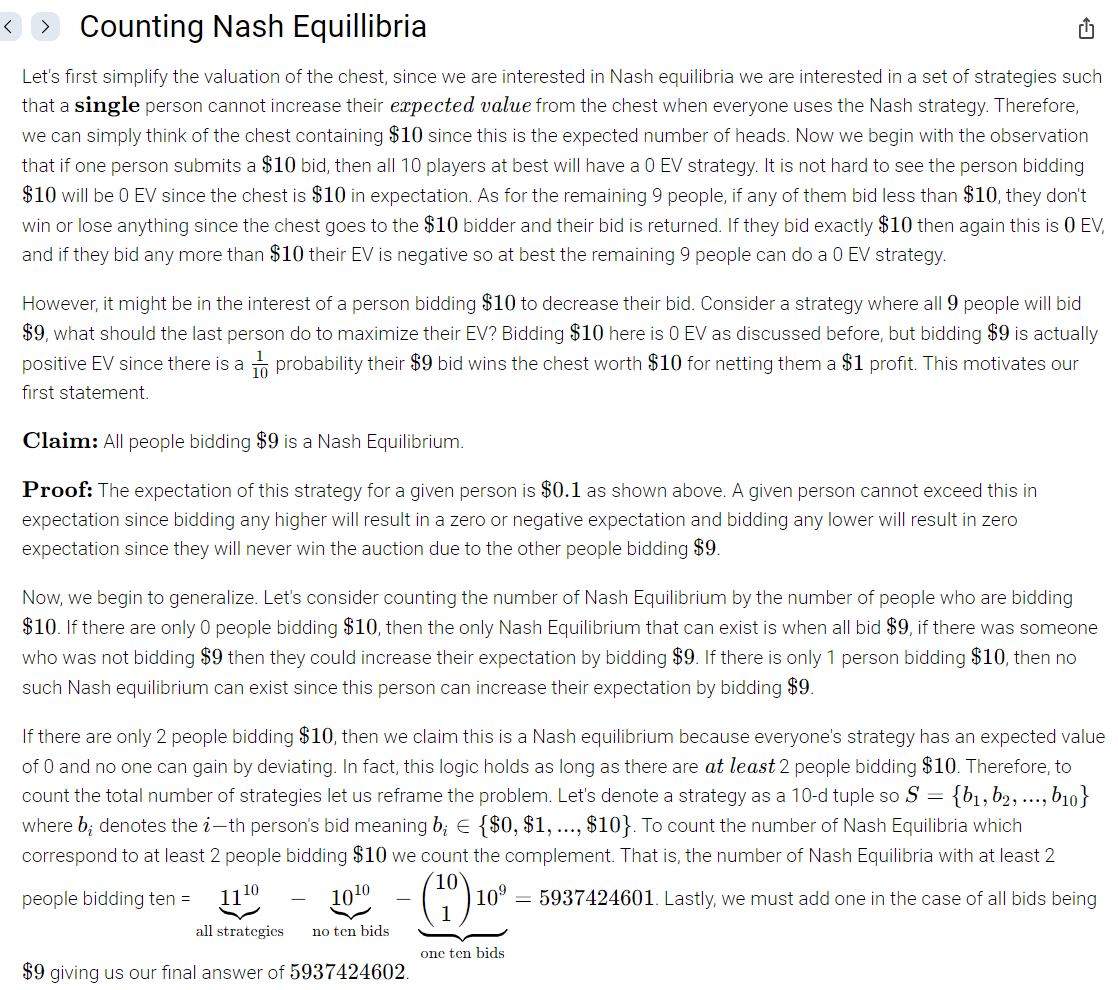 Counting Nash Equillibria
Let's first simplify the valuation of the chest, since we are interested in Nash equilibria we are interested in a set of strategies such
that a single person cannot increase their expected value from the chest when everyone uses the Nash strategy. Therefore,
we can simply think of the chest containing $10 since this is the expected number of heads. Now we begin with the observation
that if one person submits a $10 bid, then all 10 players at best will have a 0 EV strategy. It is not hard to see the person bidding
$10 will be 0 EV since the chest is $10 in expectation. As for the remaining 9 people, if any of them bid less than $10, they don't
win or lose anything since the chest goes to the $10 bidder and their bid is returned. If they bid exactly $10 then again this is 0 EV,
and if they bid any more than $10 their EV is negative so at best the remaining 9 people can do a 0 EV strategy.
However, it might be in the interest of a person bidding $10 to decrease their bid. Consider a strategy where all 9 people will bid
$9, what should the last person do to maximize their EV? Bidding $10 here is 0 EV as discussed before, but bidding $9 is actually
positive EV since there is a 1/10 probability their $9 bid wins the chest worth $10 for netting them a $1 profit. This motivates our
first statement.
Claim: All people bidding $9 is a Nash Equilibrium.
Proof: The expectation of this strategy for a given person is $0.1 as shown above. A given person cannot exceed this in
expectation since bidding any higher will result in a zero or negative expectation and bidding any lower will result in zero
expectation since they will never win the auction due to the other people bidding $9.
Now, we begin to generalize. Let's consider counting the number of Nash Equilibrium by the number of people who are bidding
$10. If there are only 0 people bidding $10, then the only Nash Equilibrium that can exist is when all bid $9, if there was someone
who was not bidding $9 then they could increase their expectation by bidding $9. If there is only 1 person bidding $10, then no
such Nash equilibrium can exist since this person can increase their expectation by bidding $9.
If there are only 2 people bidding $10, then we claim this is a Nash equilibrium because everyone's strategy has an expected value
of 0 and no one can gain by deviating. In fact, this logic holds as long as there are at least 2 people bidding $10. Therefore, to
count the total number of strategies let us reframe the problem. Let's denote a strategy as a 10-d tuple so S = {b₁, b₂, ..., b₁₀}
where bᵢ denotes the i−th person's bid meaning bᵢ ∈ {$0, $1, ..., $10}. To count the number of Nash Equilibria which
correspond to at least 2 people bidding $10 we count the complement. That is, the number of Nash Equilibria with at least 2
people bidding ten = 11¹⁰ − 10¹⁰ − (10 1) 10⁹ = 5937424601. Lastly, we must add one in the case of all bids being
all strategies no ten bids
one ten bids
$9 giving us our final answer of 5937424602.